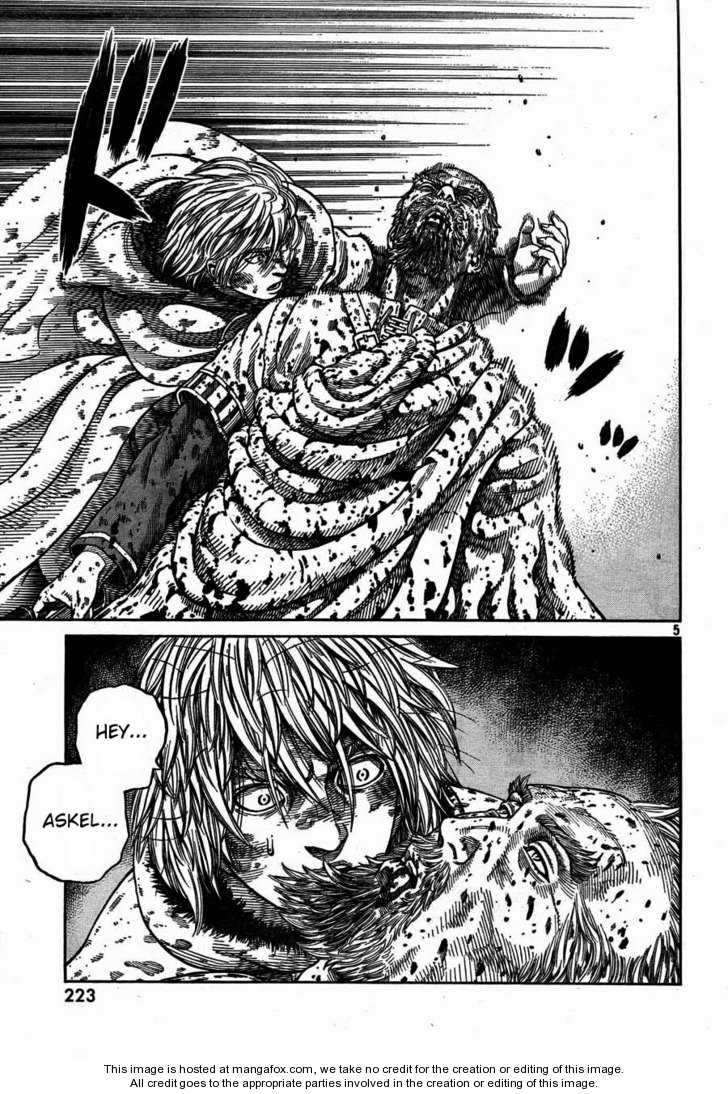 5
HEY...
ASKEL...
223
This image is hosted at mangafox.com, we take no credit for the creation or editing of this image.
All credit goes to the appropriate parties involved in the creation or editing of this image.